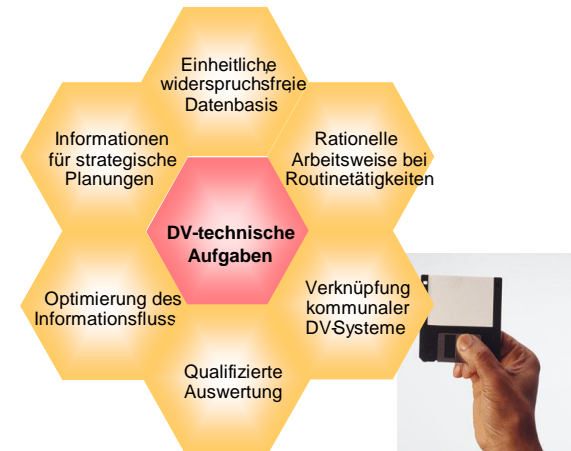 Einheitliche
widerspruchsfreie
Datenbasis
Informationen
für strategische
Planungen
Rationelle
Arbeitsweise bei
Routinetätigkeiten
DV-technische
Aufgaben
Optimierung des
Informationsfluss
Verknüpfung
kommunaler
DV-Systeme
Qualifizierte
Auswertung